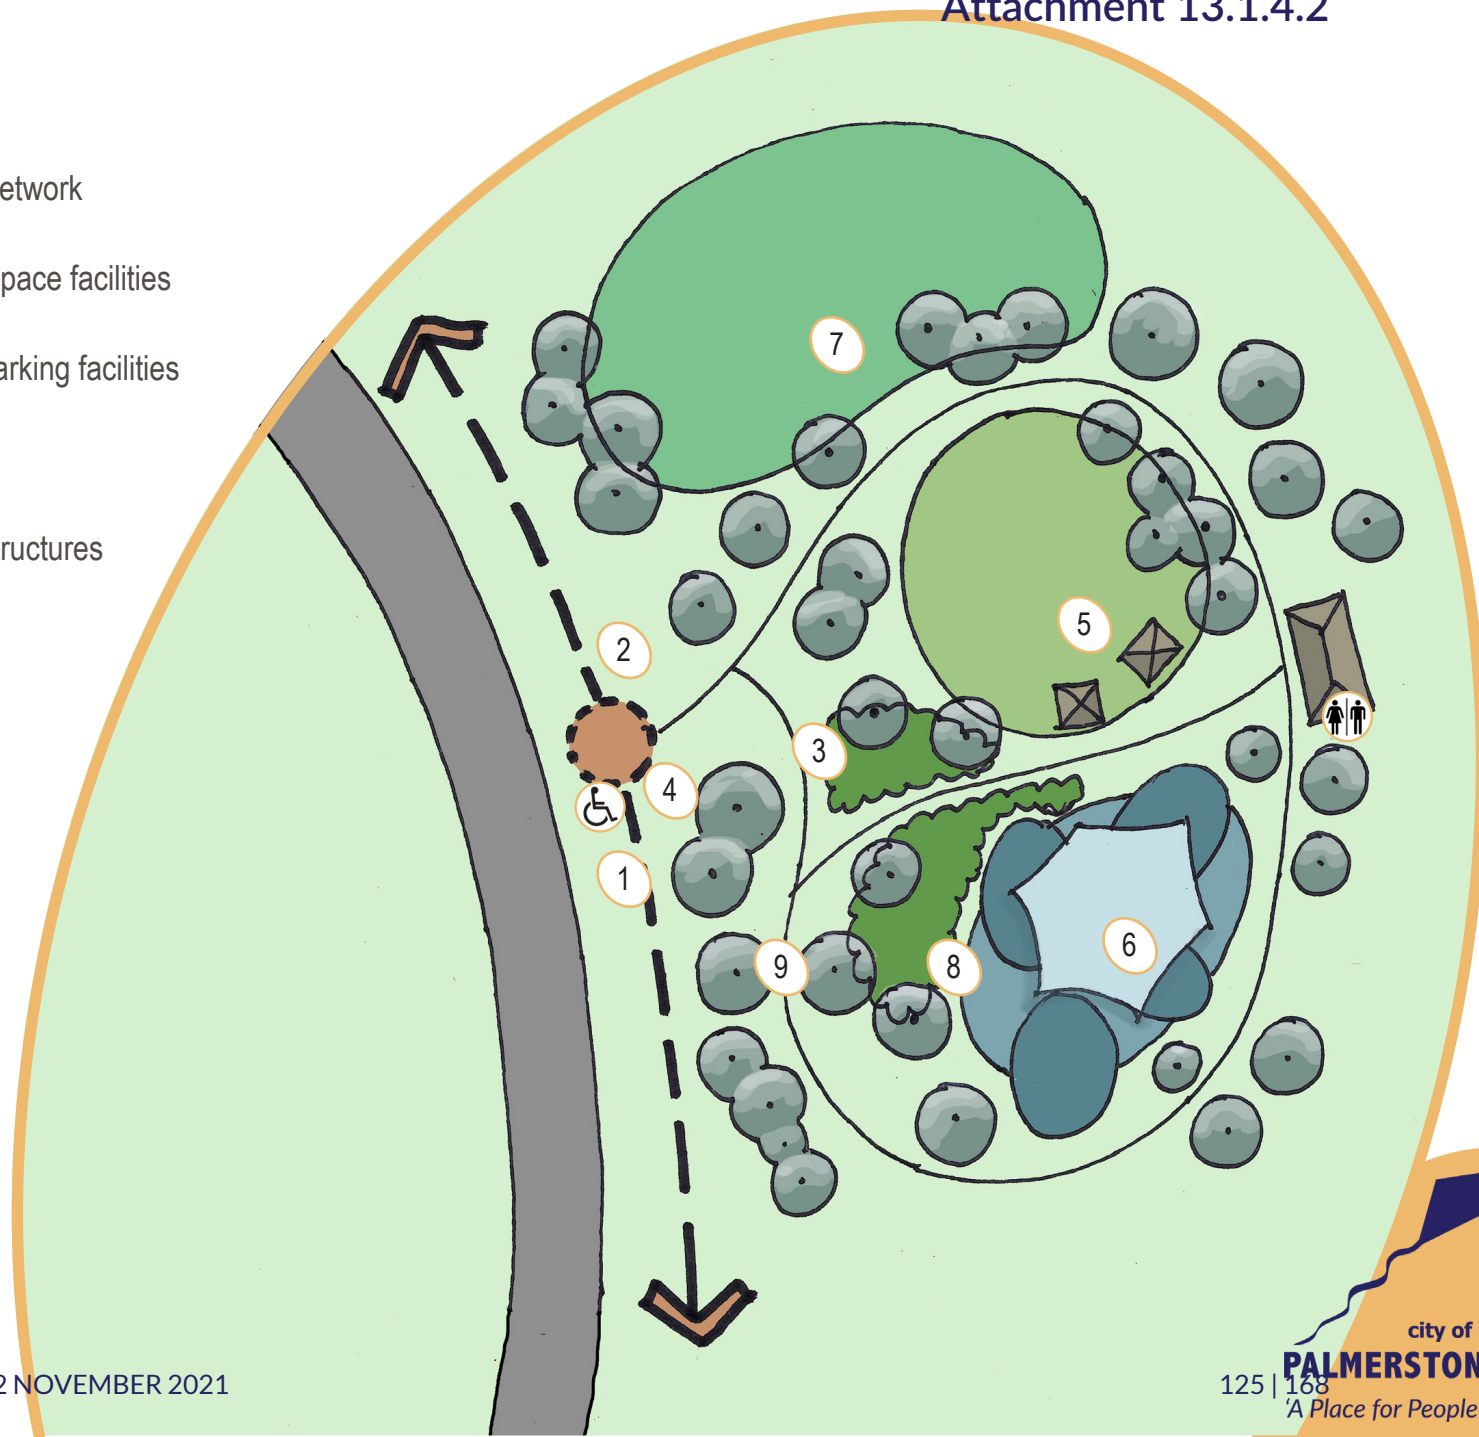 Attachment 13.1.4.2
etwork
pace facilities
arking facilities
ructures
7
5
2
3
4
1
6
9
8
city of
PALMERSTON
'A Place for People
2 NOVEMBER 2021
125 | 168